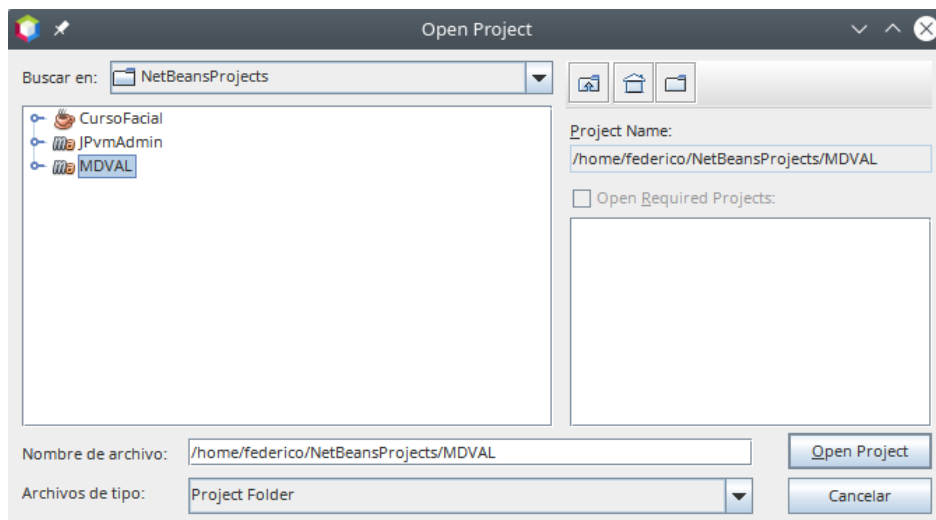 Open Project
Buscar en: NetBeansProjects
CursoFacial
JPvmAdmin
MDVAL
Project Name:
/home/federico/NetBeansProjects/MDVAL
Open Required Projects:
Nombre de archivo: /home/federico/NetBeansProjects/MDVAL
Open Project
Archivos de tipo: Project Folder
Cancelar